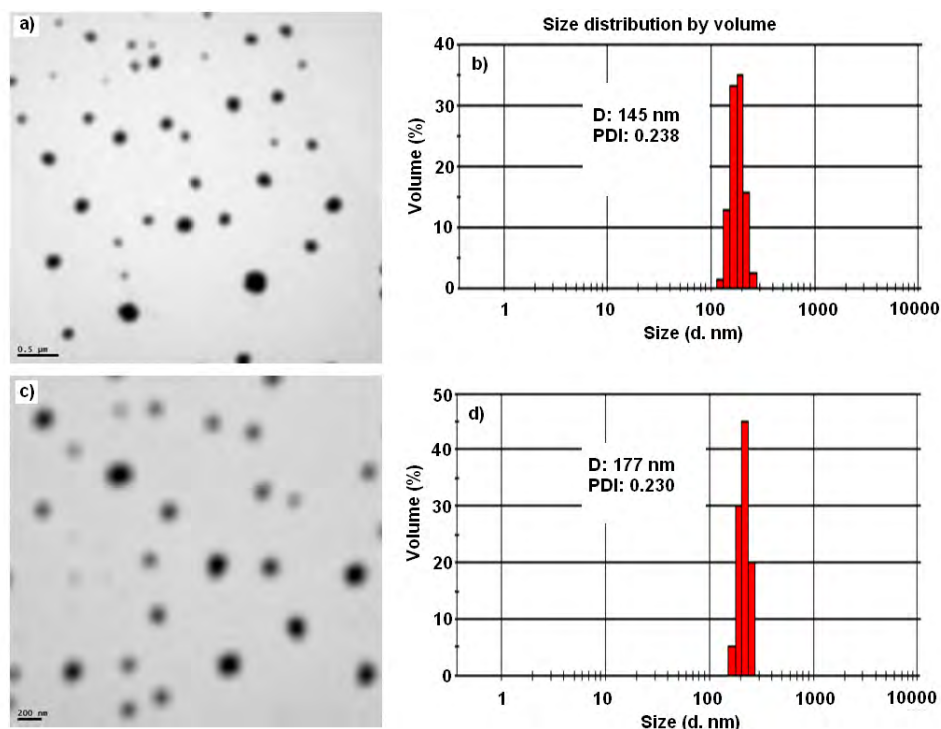 a)
0.5 µm
Size distribution by volume
b)
D: 145 nm
PDI: 0.238
Volume (%)
40
30
20
10
0
1 10 100 1000 10000
Size (d. nm)
c)
200 nm
d)
D: 177 nm
PDI: 0.230
Volume (%)
50
40
30
20
10
0
1 10 100 1000 10000
Size (d. nm)